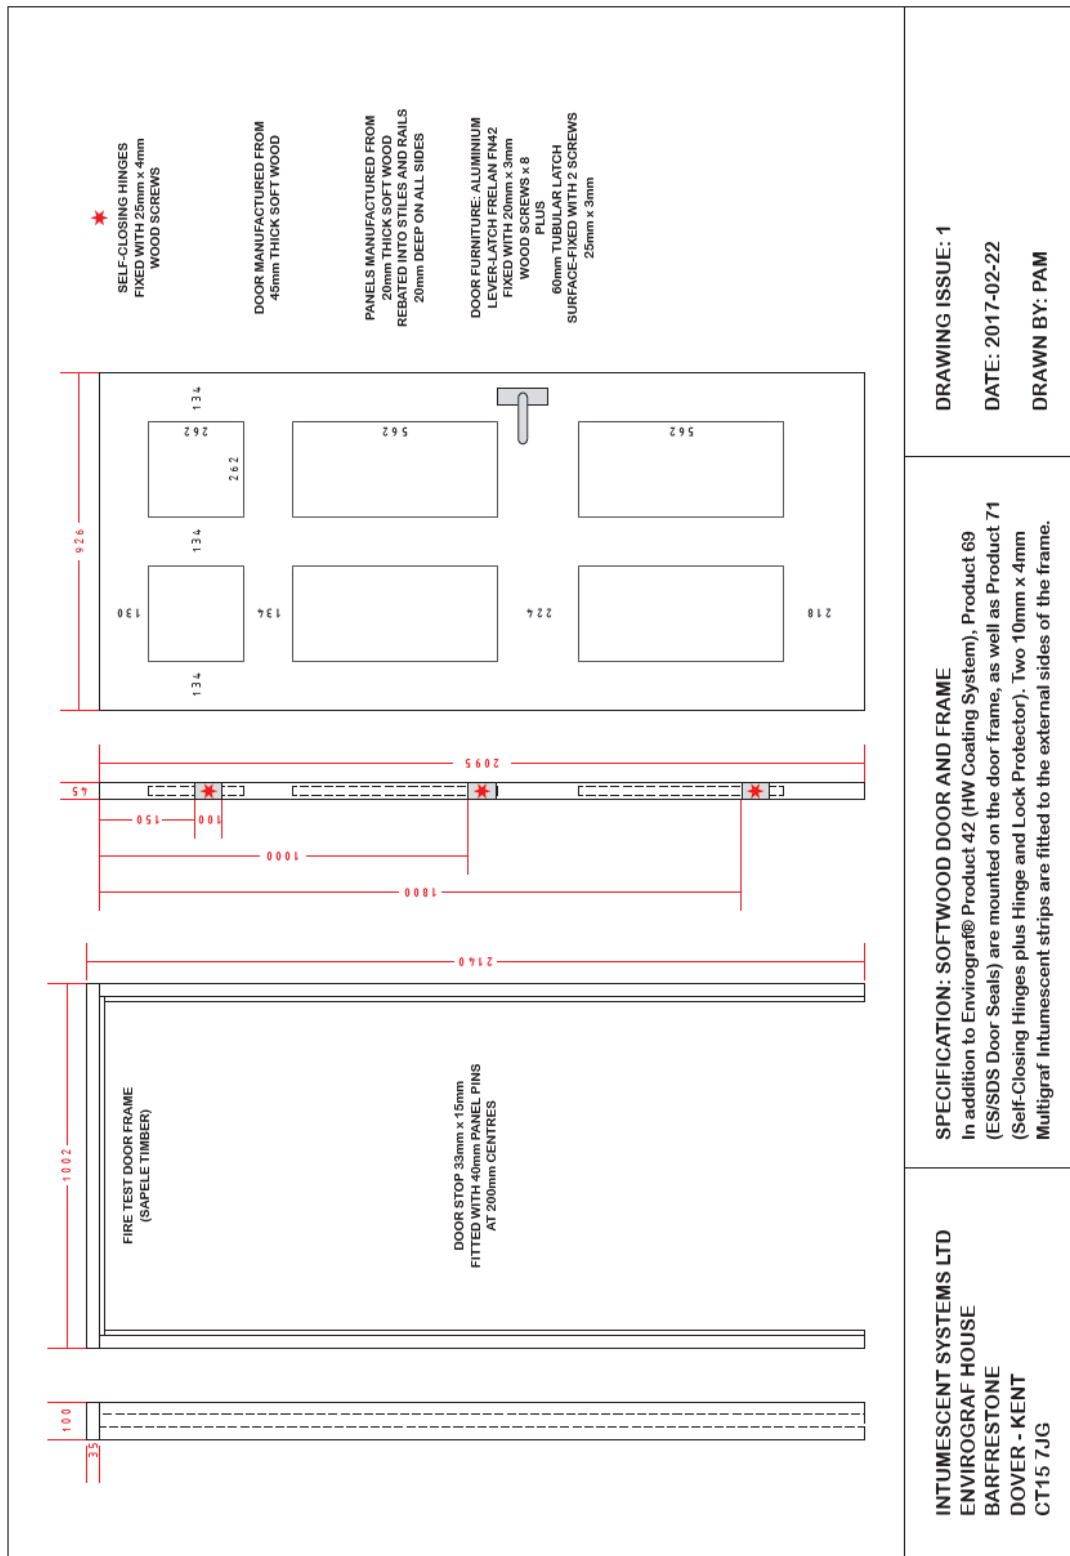 SELF-CLOSING HINGES
FIXED WITH 25mm x 4mm
WOOD SCREWS
DOOR MANUFACTURED FROM
45mm THICK SOFT WOOD
PANELS MANUFACTURED FROM
20mm THICK SOFT WOOD
REBATED INTO STILES AND RAILS
20mm DEEP ON ALL SIDES
DOOR FURNITURE: ALUMINIUM
LEVER-LATCH FRELAN FN42
FIXED WITH 20mm x 3mm
WOOD SCREWS x 8
PLUS
60mm TUBULAR LATCH
SURFACE-FIXED WITH 2 SCREWS
25mm x 3mm
926
130
134
134
134
262
262
134
562
224
562
218
45
2095
150
100
1000
1800
2140
1002
FIRE TEST DOOR FRAME
(SAPELE TIMBER)
DOOR STOP 33mm x 15mm
FITTED WITH 40mm PANEL PINS
AT 200mm CENTRES
100
35
INTUMESCENT SYSTEMS LTD
ENVIROGRAF HOUSE
BARFRESTONE
DOVER - KENT
CT15 7JG
SPECIFICATION: SOFTWOOD DOOR AND FRAME
In addition to Envirograf® Product 42 (HW Coating System), Product 69
(ES/SDS Door Seals) are mounted on the door frame, as well as Product 71
(Self-Closing Hinges plus Hinge and Lock Protector). Two 10mm x 4mm
Multigraf Intumescent strips are fitted to the external sides of the frame.
DRAWING ISSUE: 1
DATE: 2017-02-22
DRAWN BY: PAM